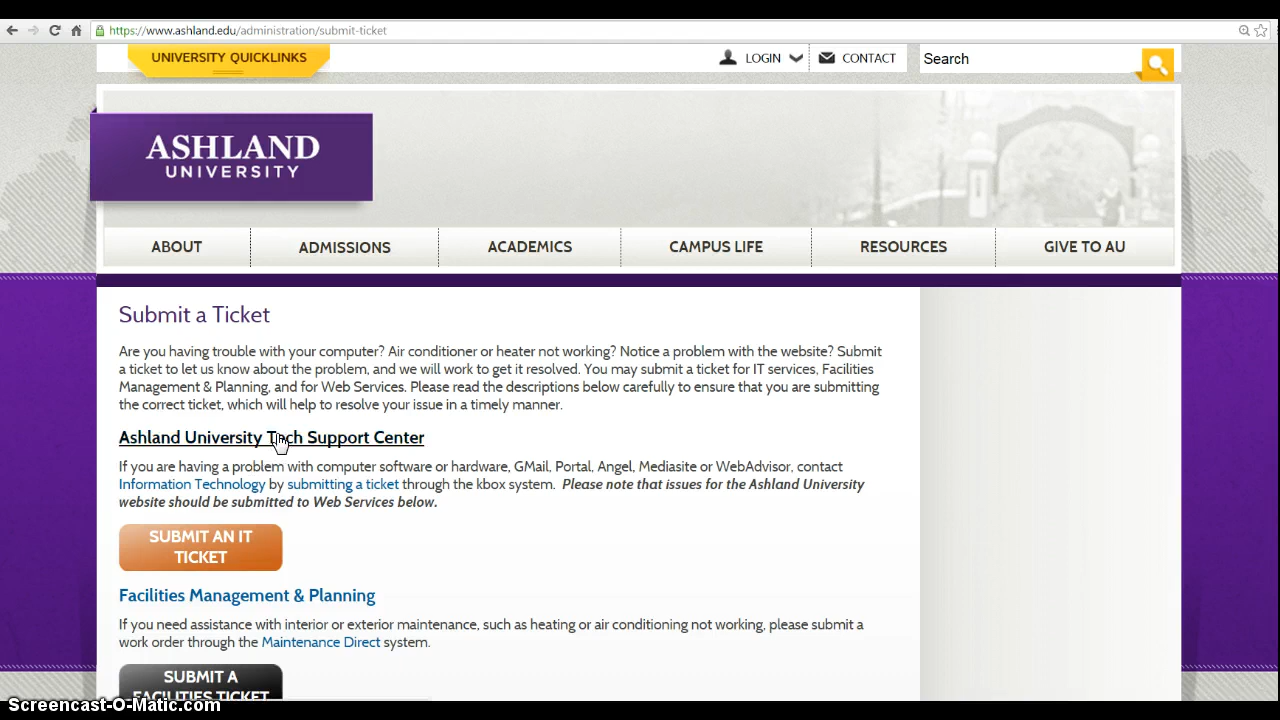 https://www.ashland.edu/administration/submit-ticket
UNIVERSITY QUICKLINKS
LOGIN
CONTACT
Search
ASHLAND
UNIVERSITY
ABOUT
ADMISSIONS
ACADEMICS
CAMPUS LIFE
RESOURCES
GIVE TO AU
Submit a Ticket
Are you having trouble with your computer? Air conditioner or heater not working? Notice a problem with the website? Submit
a ticket to let us know about the problem, and we will work to get it resolved. You may submit a ticket for IT services, Facilities
Management & Planning, and for Web Services. Please read the descriptions below carefully to ensure that you are submitting
the correct ticket, which will help to resolve your issue in a timely manner.
Ashland University Tech Support Center
If you are having a problem with computer software or hardware, GMail, Portal, Angel, Mediasite or WebAdvisor, contact
Information Technology by submitting a ticket through the kbox system. Please note that issues for the Ashland University
website should be submitted to Web Services below.
SUBMIT AN IT
TICKET
Facilities Management & Planning
If you need assistance with interior or exterior maintenance, such as heating or air conditioning not working, please submit a
work order through the Maintenance Direct system.
SUBMIT A
FACILITIES TICKET
Screencast-O-Matic.com